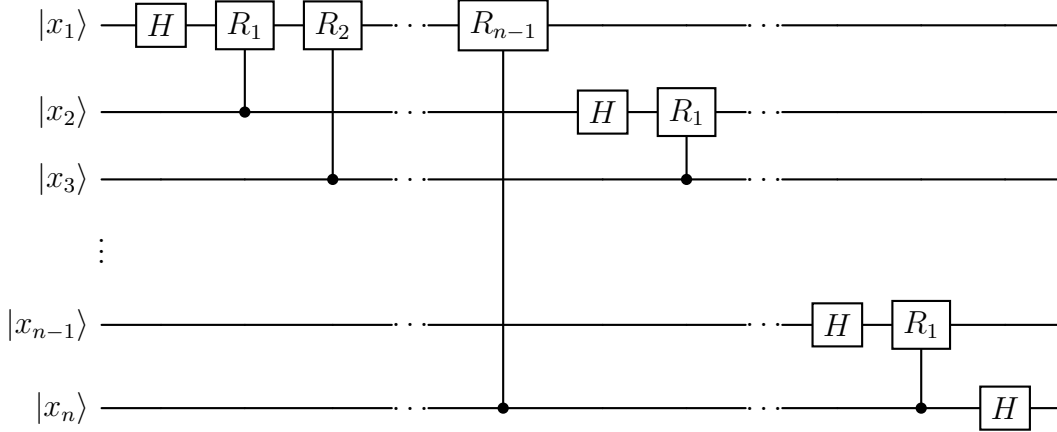 |x₁⟩ H R₁ R₂ ··· Rₙ₋₁
|x₂⟩ ··· H R₁ ···
|x₃⟩ ··· ···
⋮
|xₙ₋₁⟩ ··· ··· H R₁
|xₙ⟩ ··· ··· H